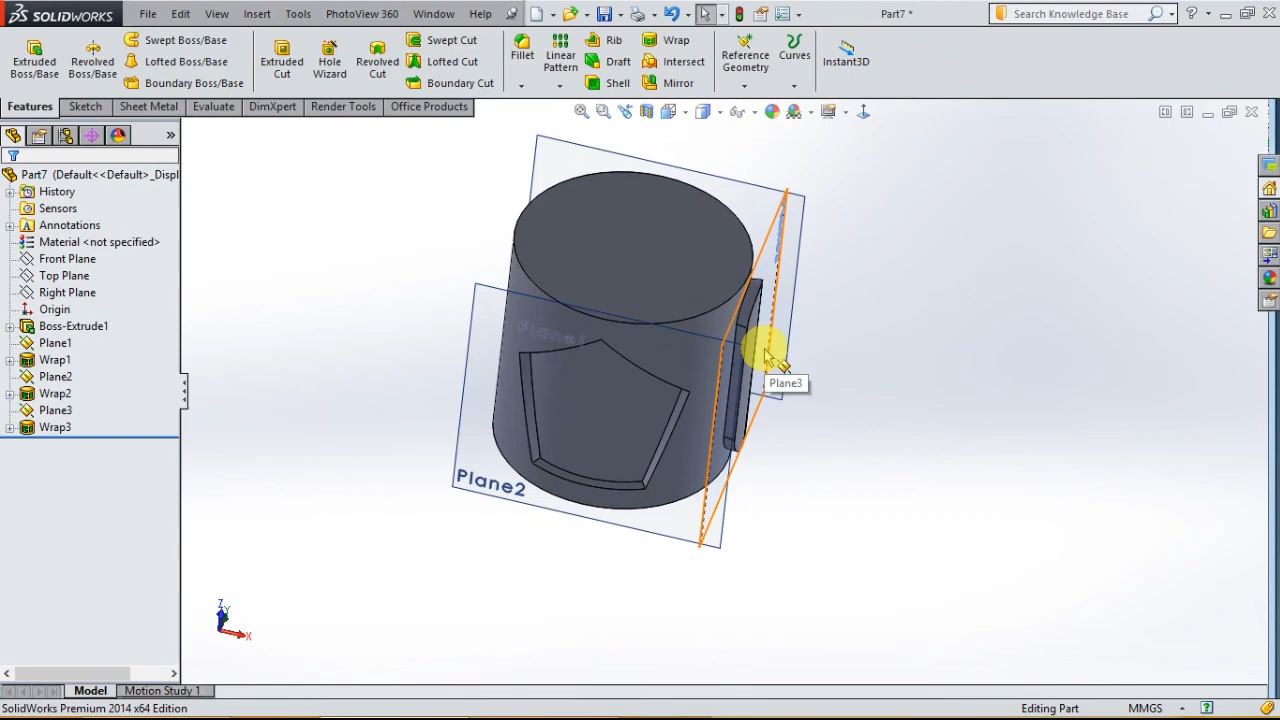 SOLIDWORKS File Edit View Insert Tools PhotoView 360 Window Help Part7 * Search Knowledge Base
Extruded Boss/Base
Revolved Boss/Base
Swept Boss/Base
Lofted Boss/Base
Boundary Boss/Base
Extruded Cut
Hole Wizard
Revolved Cut
Swept Cut
Lofted Cut
Boundary Cut
Fillet
Linear Pattern
Rib
Draft
Shell
Wrap
Intersect
Mirror
Reference Geometry
Curves
Instant3D
Features Sketch Sheet Metal Evaluate DimXpert Render Tools Office Products
Part7 (Default<<Default>_Displ
History
Sensors
Annotations
Material <not specified>
Front Plane
Top Plane
Right Plane
Origin
Boss-Extrude1
Plane1
Wrap1
Plane2
Wrap2
Plane3
Wrap3
Plane1
Plane3
Plane2
Z
Y
X
Model Motion Study 1
SolidWorks Premium 2014 x64 Edition Editing Part MMGS